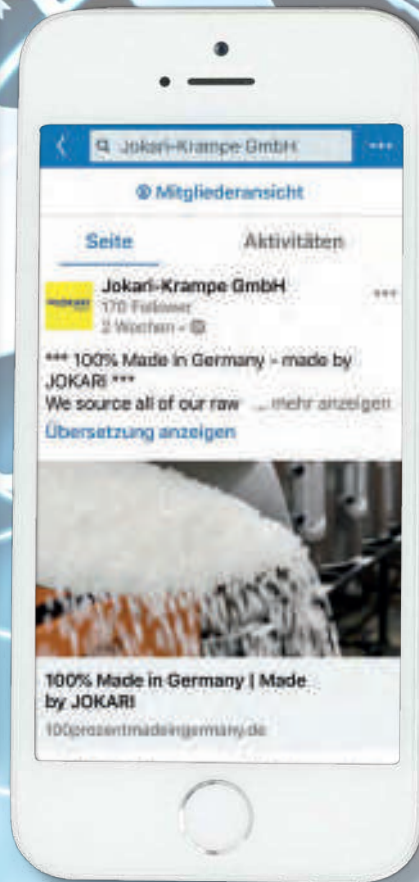 Jokari-Krampe GmbH
Mitgliederansicht
Seite Aktivitäten
Jokari-Krampe GmbH
170 Follower
2 Wochen •
*** 100% Made in Germany – made by
JOKARI ***
We source all of our raw ... mehr anzeigen
Übersetzung anzeigen
100% Made in Germany | Made
by JOKARI
100prozentmadeingermany.de